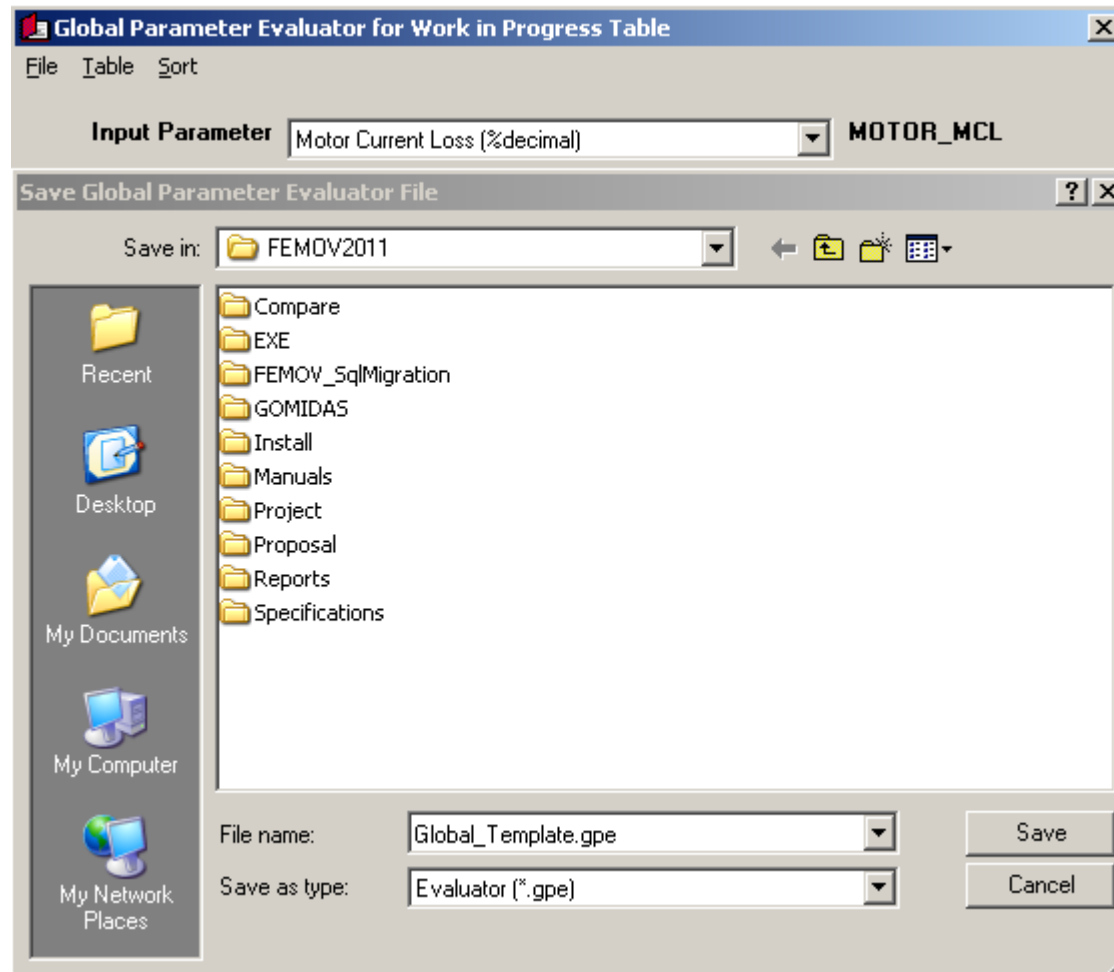 Global Parameter Evaluator for Work in Progress Table
File Table Sort
Input Parameter Motor Current Loss (%decimal) MOTOR_MCL
Save Global Parameter Evaluator File
Save in: FEMOV2011
Recent
Desktop
My Documents
My Computer
My Network
Places
Compare
EXE
FEMOV_SqlMigration
GOMIDAS
Install
Manuals
Project
Proposal
Reports
Specifications
File name: Global_Template.gpe Save
Save as type: Evaluator (*.gpe) Cancel